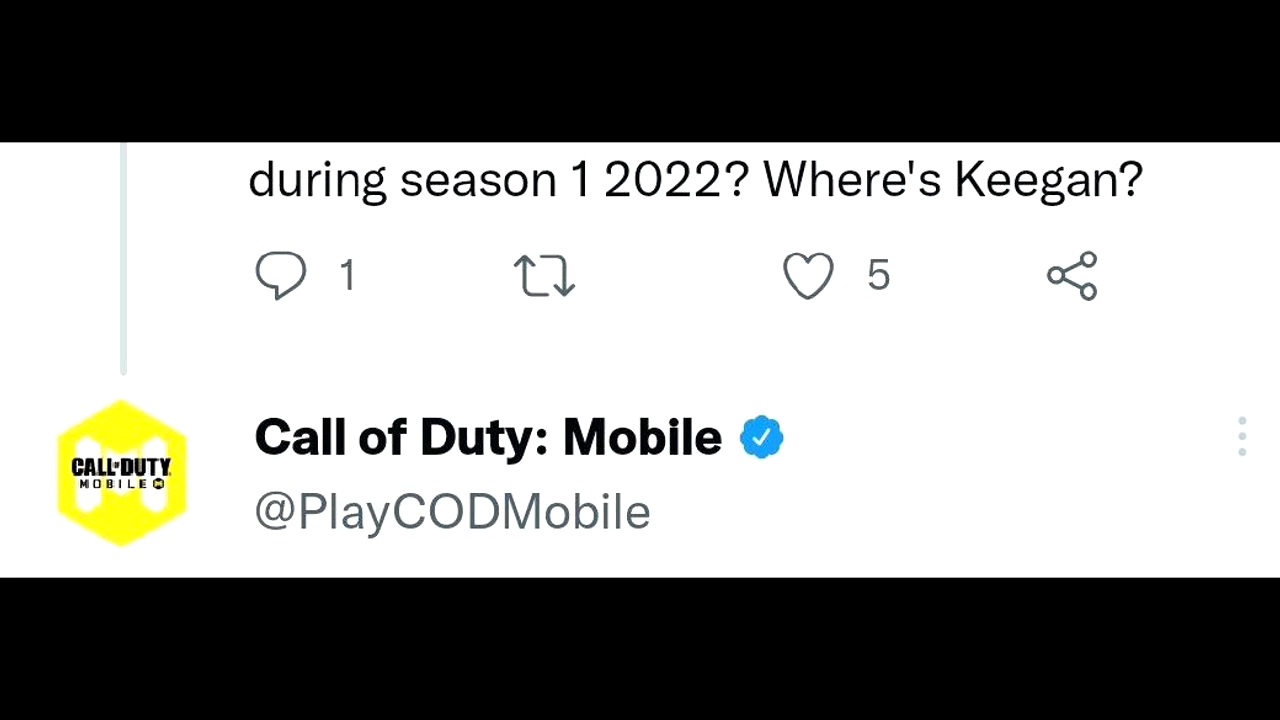 during season 1 2022? Where's Keegan?
1 5
Call of Duty: Mobile
CALL OF DUTY
MOBILE
@PlayCODMobile